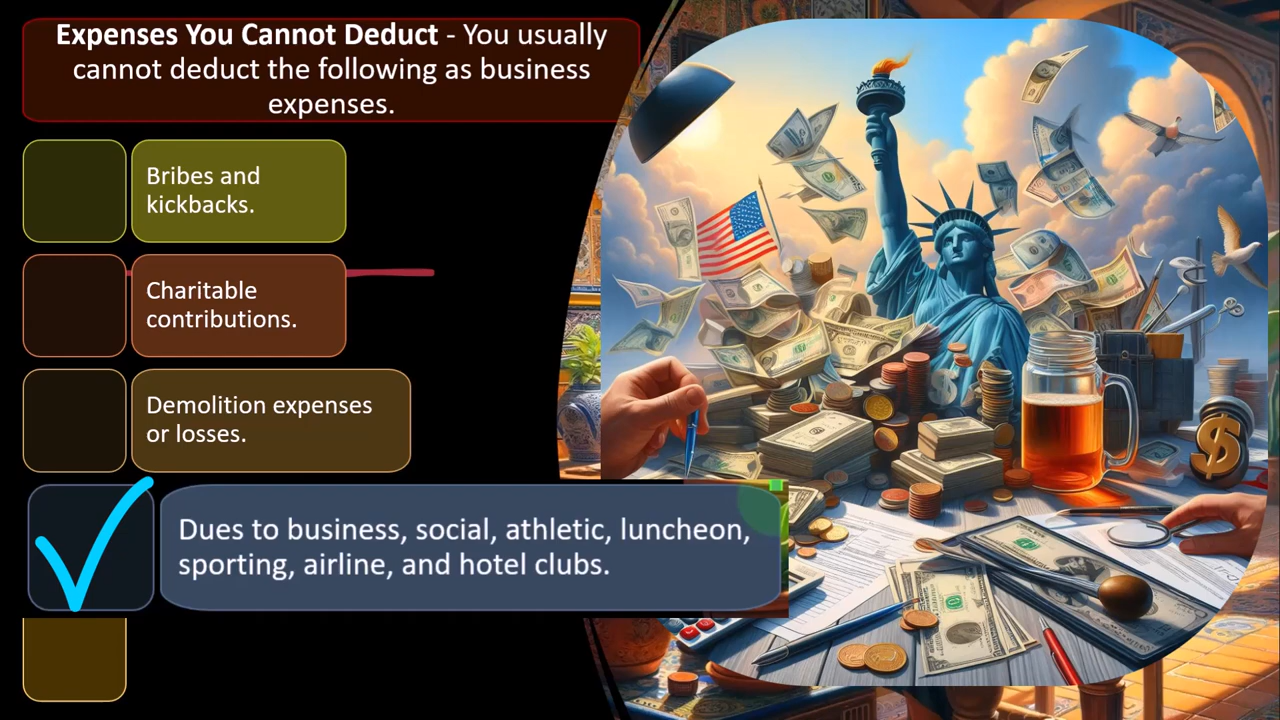 Expenses You Cannot Deduct - You usually
cannot deduct the following as business
expenses.
Bribes and
kickbacks.
Charitable
contributions.
Demolition expenses
or losses.
Dues to business, social, athletic, luncheon,
sporting, airline, and hotel clubs.